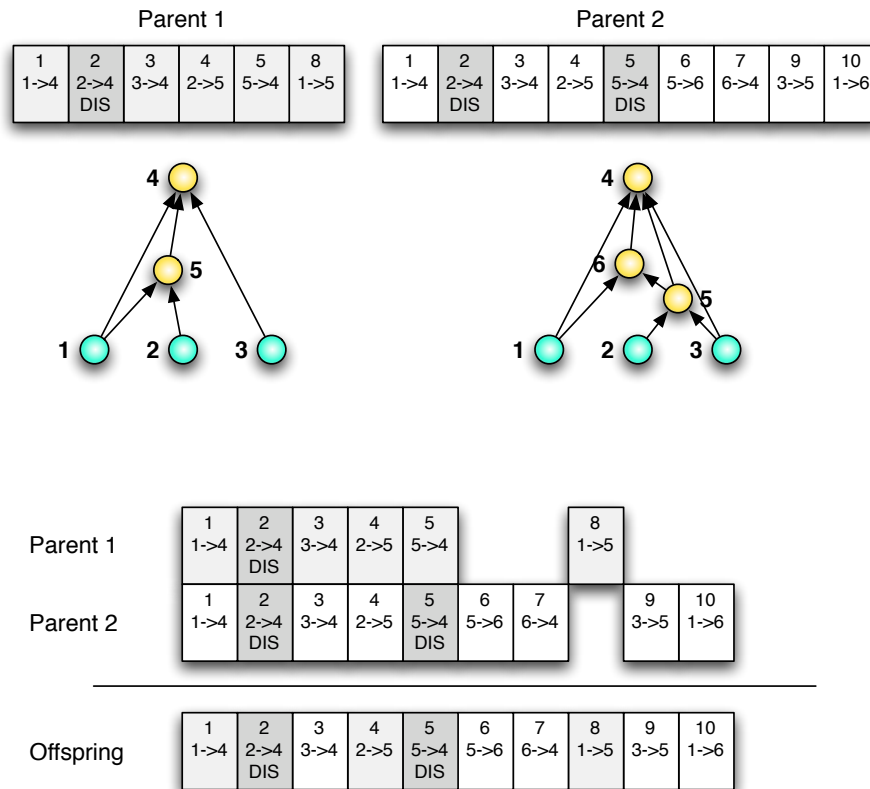 Parent 1 Parent 2
1 2 3 4 5 8 1 2 3 4 5 6 7 9 10
1->4 2->4 3->4 2->5 5->4 1->5 1->4 2->4 3->4 2->5 5->4 5->6 6->4 3->5 1->6
DIS DIS DIS
4 4
5 6 5
1 2 3 1 2 3
1 2 3 4 5 8
Parent 1 1->4 2->4 3->4 2->5 5->4 1->5
DIS
1 2 3 4 5 6 7 9 10
Parent 2 1->4 2->4 3->4 2->5 5->4 5->6 6->4 3->5 1->6
DIS DIS
1 2 3 4 5 6 7 8 9 10
Offspring 1->4 2->4 3->4 2->5 5->4 5->6 6->4 1->5 3->5 1->6
DIS DIS